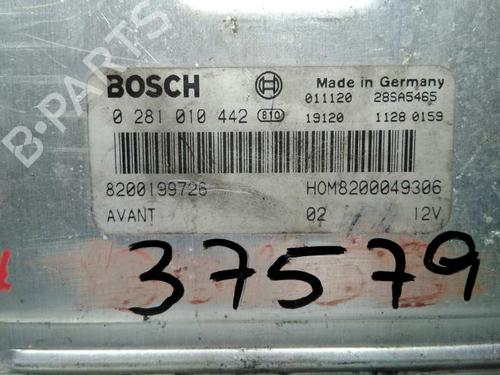 BOSCH Made in Germany
011120 28SA5465
0 281 010 442 810 19120 1128 0159
8200199726 HOM8200049306
AVANT 02 12V
37579
B-PARTS